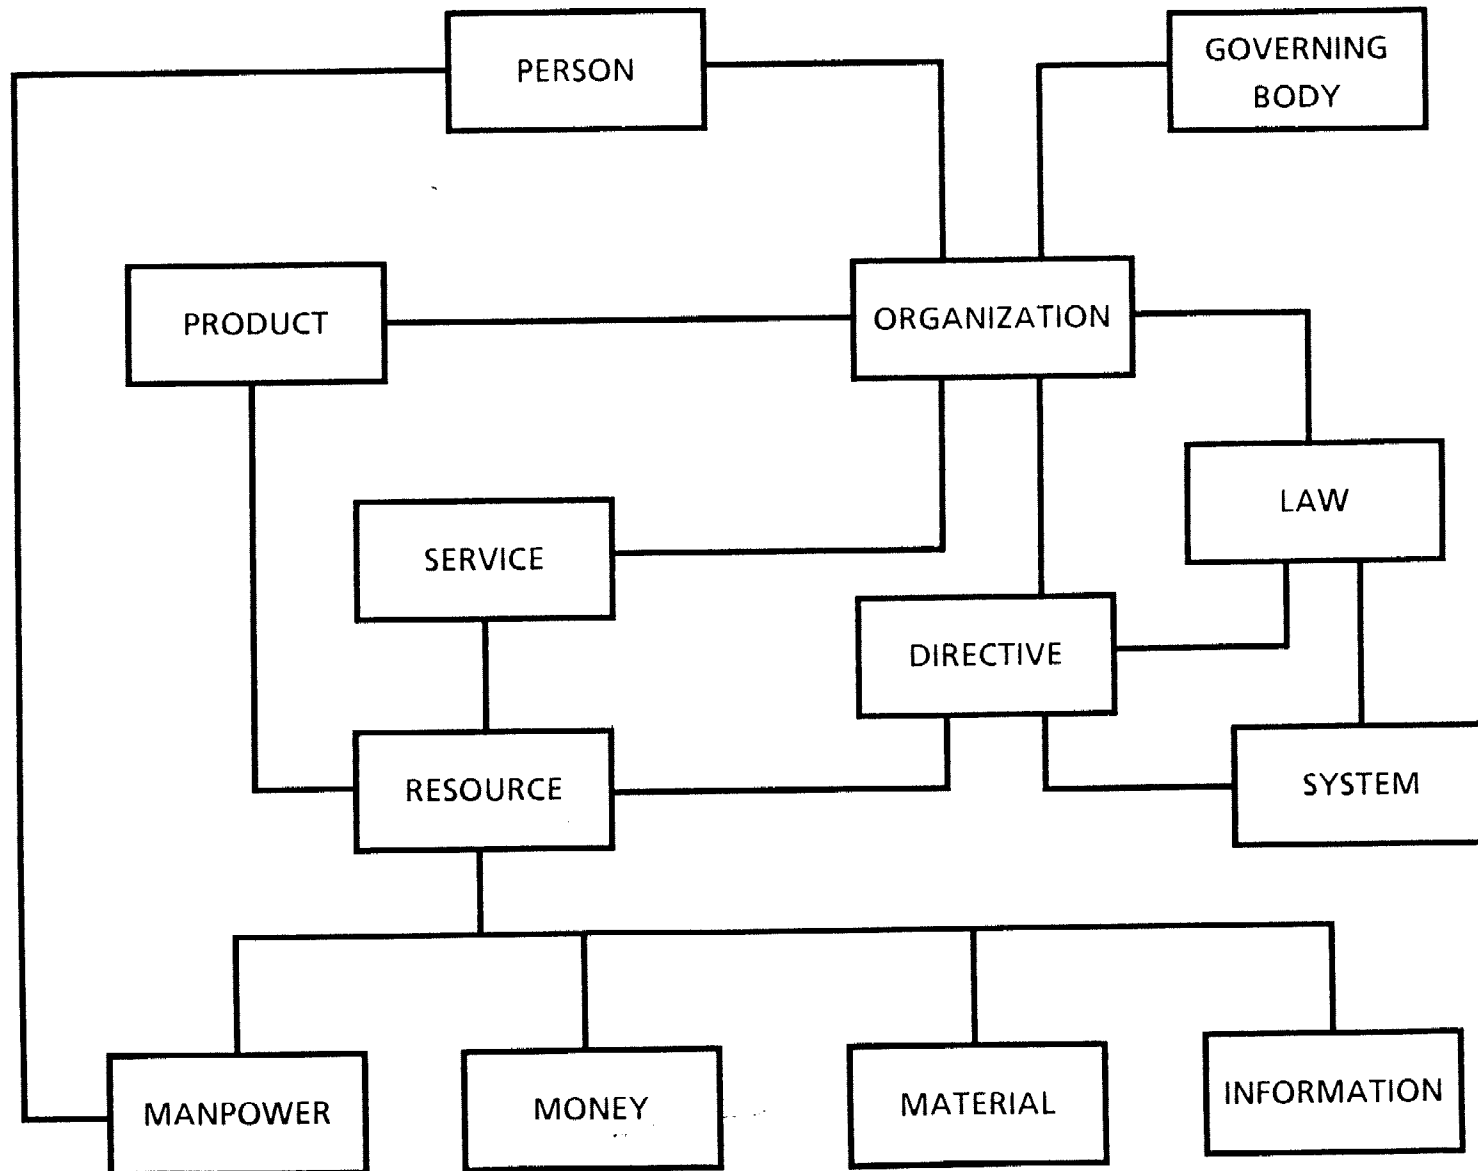 PERSON
GOVERNING
BODY
PRODUCT
ORGANIZATION
LAW
SERVICE
DIRECTIVE
RESOURCE
SYSTEM
MANPOWER
MONEY
MATERIAL
INFORMATION